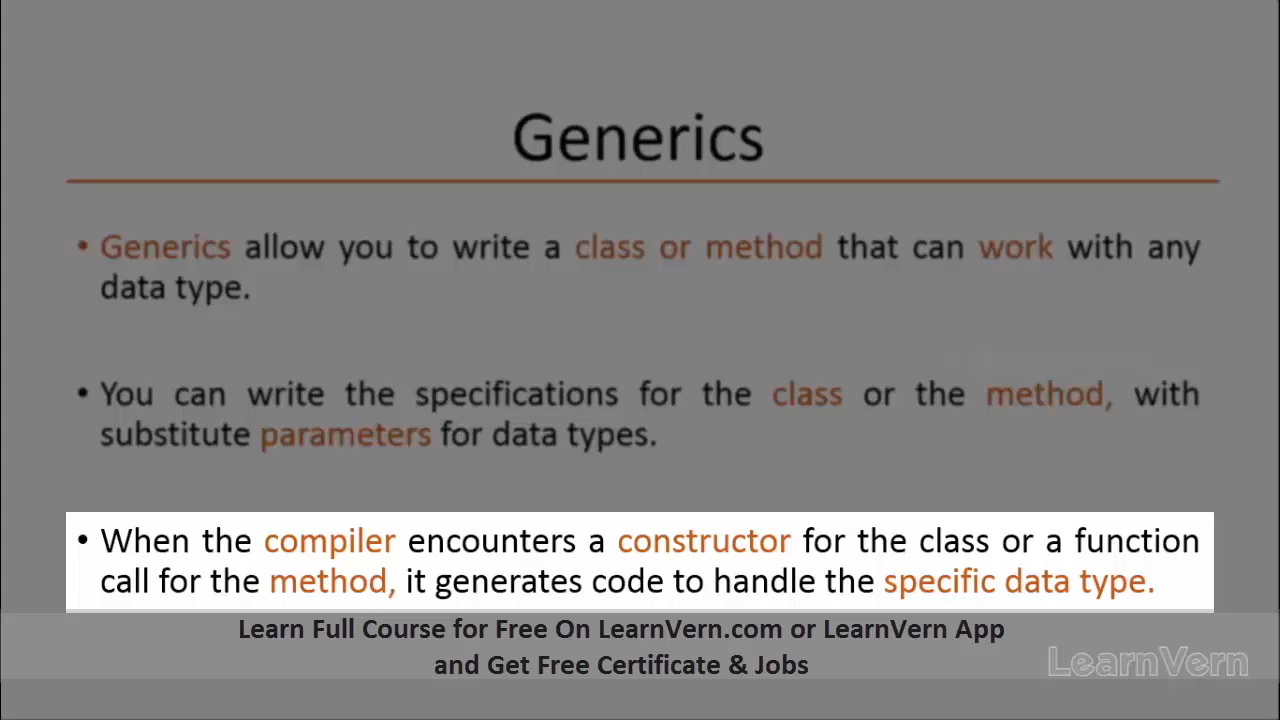 Generics
• Generics allow you to write a class or method that can work with any
data type.
• You can write the specifications for the class or the method, with
substitute parameters for data types.
• When the compiler encounters a constructor for the class or a function
call for the method, it generates code to handle the specific data type.
Learn Full Course for Free On LearnVern.com or LearnVern App
and Get Free Certificate & Jobs
LearnVern